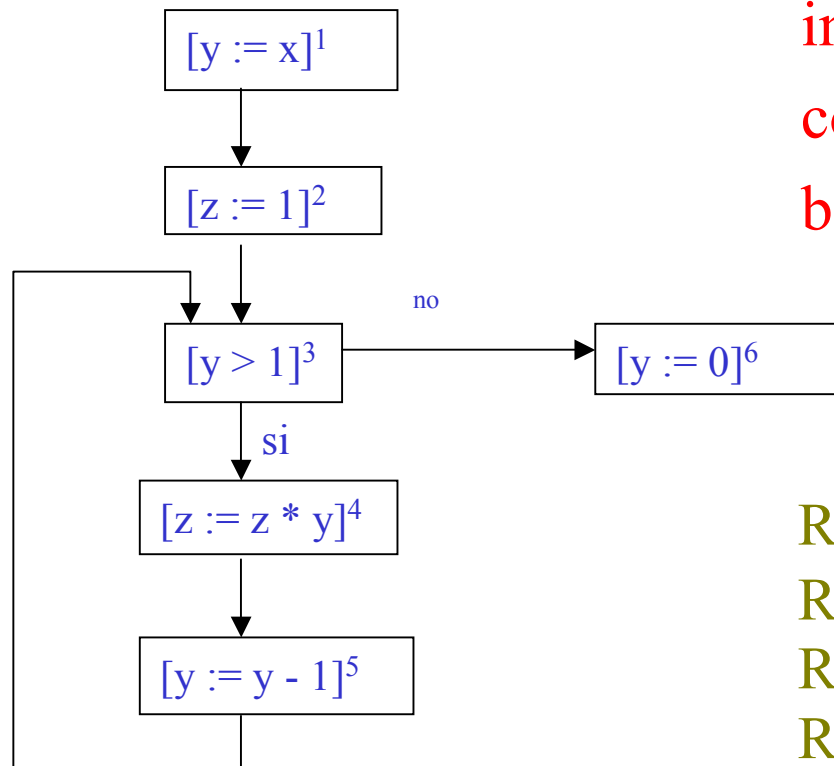 [y := x]¹
[z := 1]²
no
[y > 1]³
[y := 0]⁶
si
[z := z * y]⁴
[y := y - 1]⁵
R
R
R
R